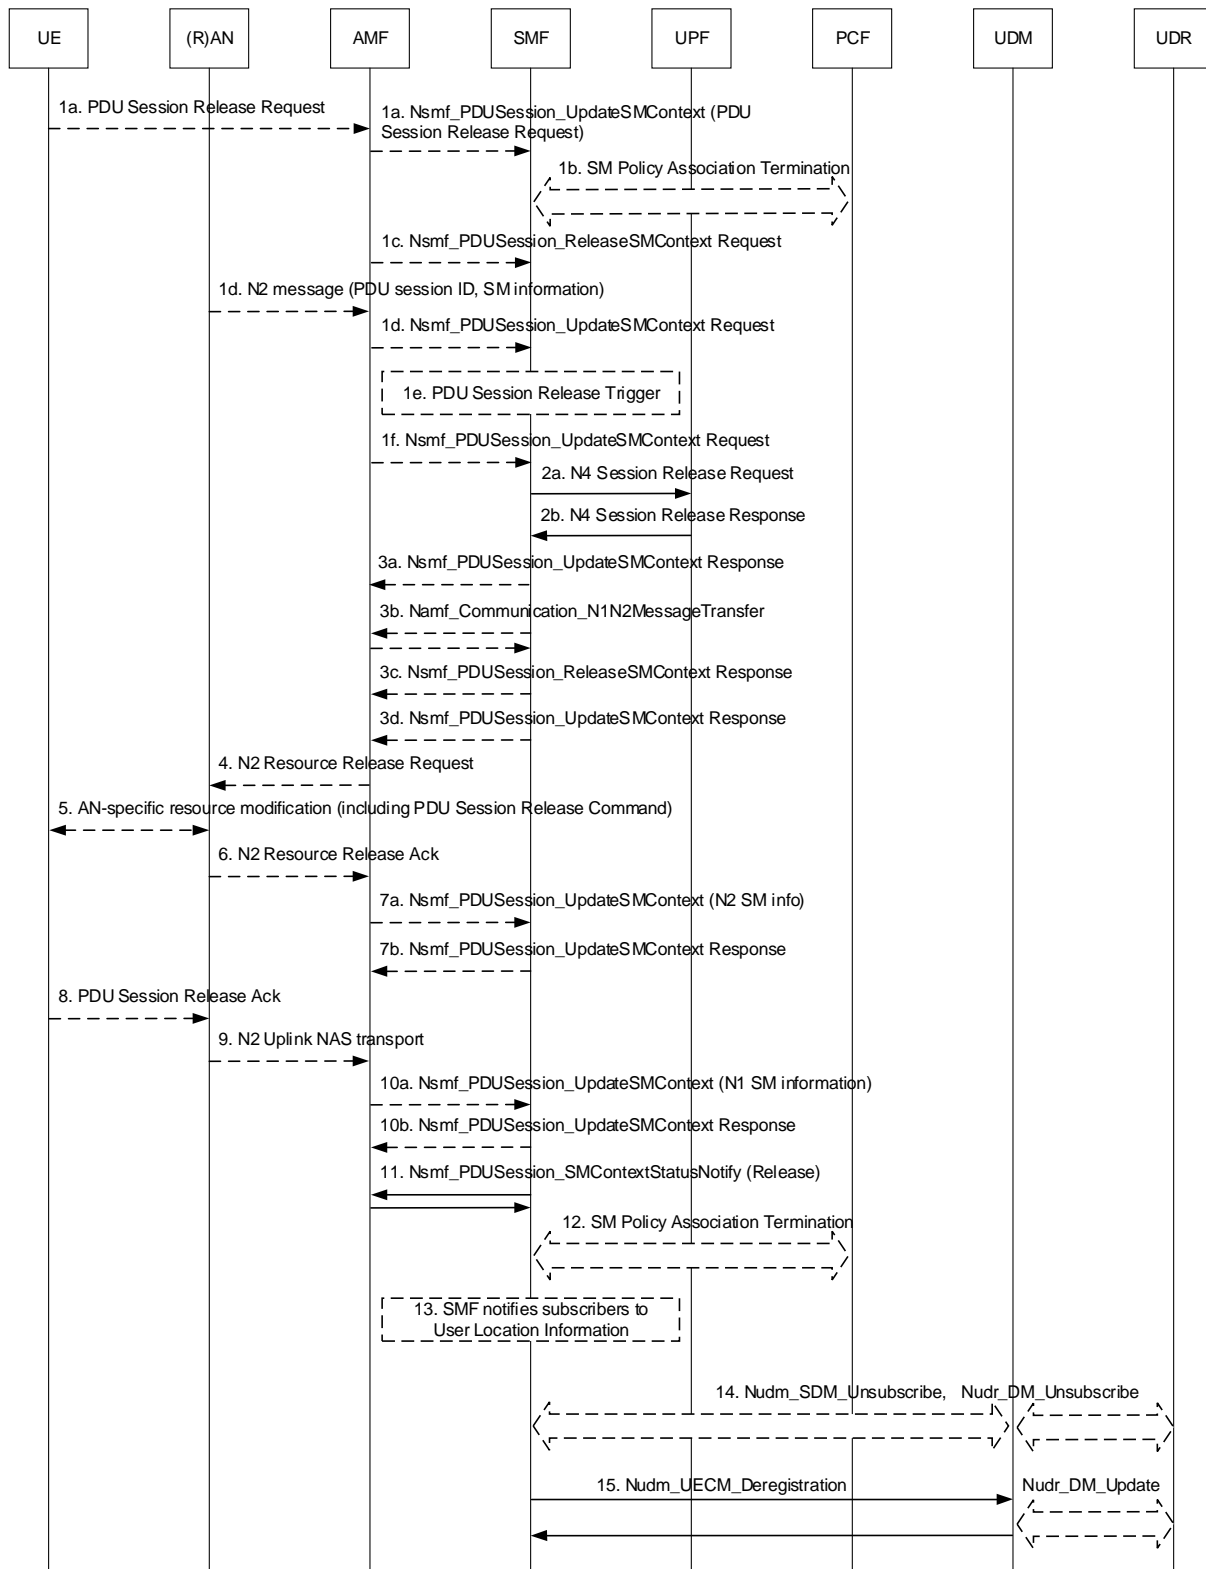 UE
(R)AN
AMF
SMF
UPF
PCF
UDM
UDR
1a. PDU Session Release Request
1a. Nsmf_PDUSession_UpdateSMContext (PDU
Session Release Request)
1b. SM Policy Association Termination
1c. Nsmf_PDUSession_ReleaseSMContext Request
1d. N2 message (PDU session ID, SM information)
1d. Nsmf_PDUSession_UpdateSMContext Request
1e. PDU Session Release Trigger
1f. Nsmf_PDUSession_UpdateSMContext Request
2a. N4 Session Release Request
2b. N4 Session Release Response
3a. Nsmf_PDUSession_UpdateSMContext Response
3b. Namf_Communication_N1N2MessageTransfer
3c. Nsmf_PDUSession_ReleaseSMContext Response
3d. Nsmf_PDUSession_UpdateSMContext Response
4. N2 Resource Release Request
5. AN-specific resource modification (including PDU Session Release Command)
6. N2 Resource Release Ack
7a. Nsmf_PDUSession_UpdateSMContext (N2 SM info)
7b. Nsmf_PDUSession_UpdateSMContext Response
8. PDU Session Release Ack
9. N2 Uplink NAS transport
10a. Nsmf_PDUSession_UpdateSMContext (N1 SM information)
10b. Nsmf_PDUSession_UpdateSMContext Response
11. Nsmf_PDUSession_SMContextStatusNotify (Release)
12. SM Policy Association Termination
13. SMF notifies subscribers to
User Location Information
14. Nudm_SDM_Unsubscribe, Nudr_DM_Unsubscribe
15. Nudm_UECM_Deregistration
Nudr_DM_Update